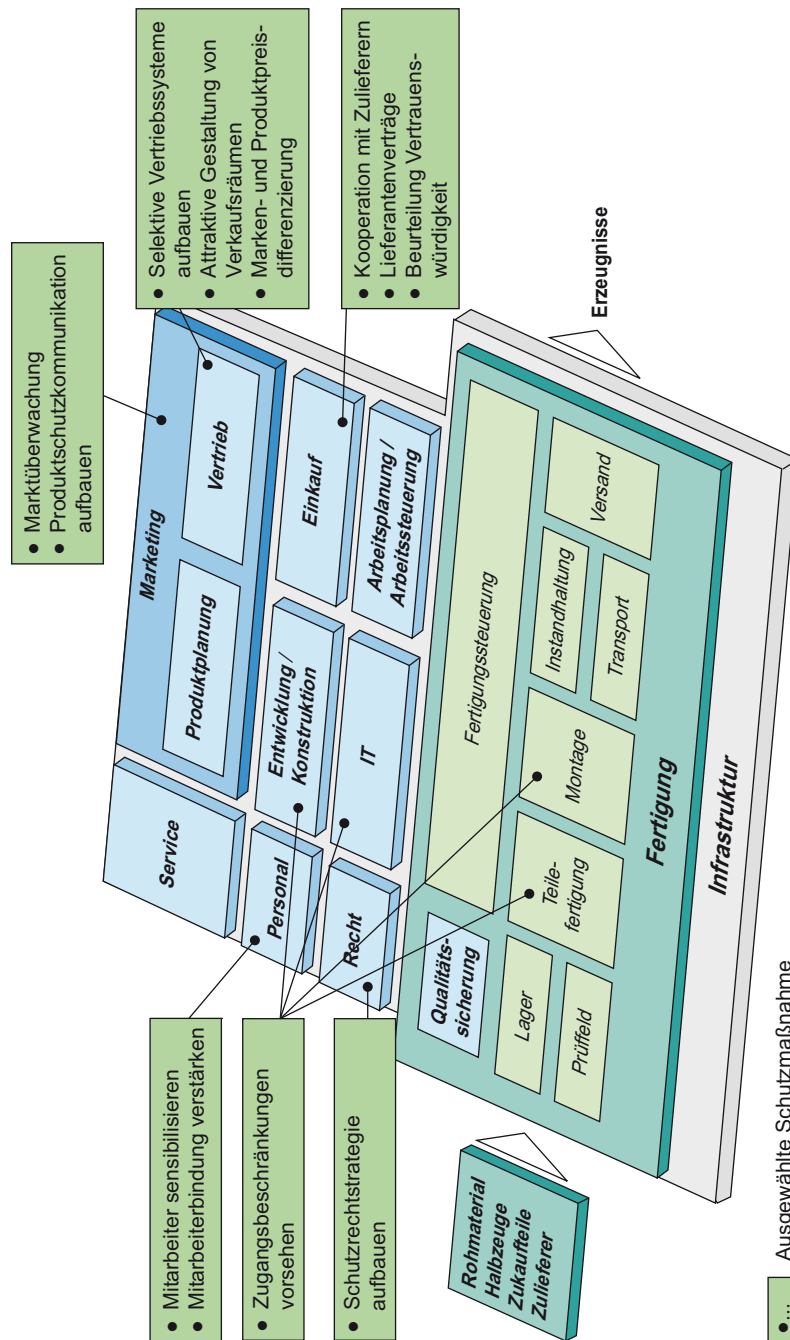 ● Marktüberwachung
● Produktschutzkommunikation
aufbauen
● Selektive Vertriebssysteme
aufbauen
● Attraktive Gestaltung von
Verkaufsräumen
● Marken- und Produktpreis-
differenzierung
● Kooperation mit Zulieferern
● Lieferantenverträge
● Beurteilung Vertrauens-
würdigkeit
● Mitarbeiter sensibilisieren
● Mitarbeiterbindung verstärken
● Zugangsbeschränkungen
vorsehen
● Schutzrechtstrategie
aufbauen
Service
Marketing
Produktplanung
Vertrieb
Personal
Entwicklung /
Konstruktion
Einkauf
Recht
IT
Arbeitsplanung /
Arbeitssteuerung
Qualitäts-
sicherung
Fertigungssteuerung
Lager
Prüffeld
Teile-
fertigung
Montage
Instandhaltung
Transport
Versand
Fertigung
Infrastruktur
Rohmaterial
Halbzeuge
Zukaufteile
Zulieferer
Erzeugnisse
●... Ausgewählte Schutzmaßnahme